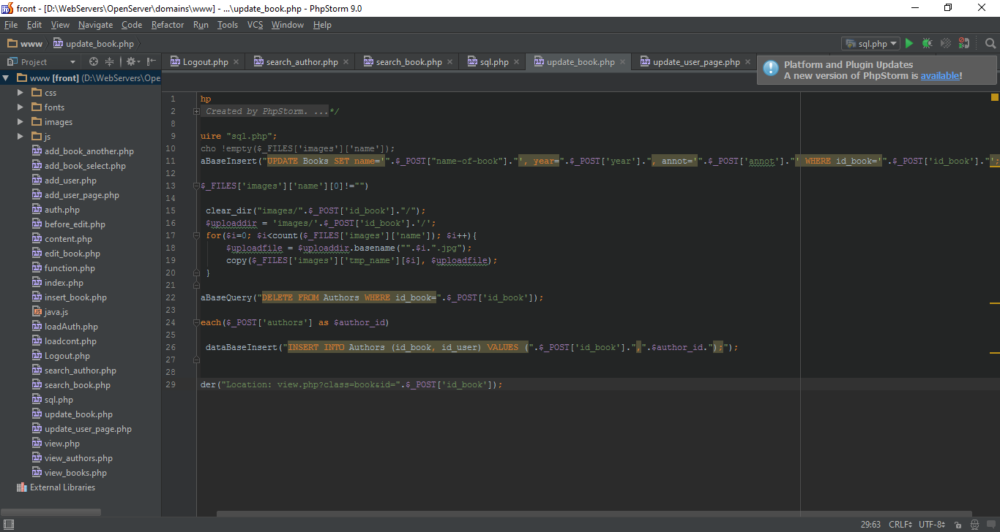 front - [D:\WebServers\OpenServer\domains\www] - ...\update_book.php - PhpStorm 9.0
File Edit View Navigate Code Refactor Run Tools VCS Window Help
www update_book.php sql.php
Project
Logout.php search_author.php search_book.php sql.php update_book.php update_user_page.php
Platform and Plugin Updates
A new version of PhpStorm is available!
www [front] (D:\WebServers\Ope
css
fonts
images
js
add_book_another.php
add_book_select.php
add_user.php
add_user_page.php
auth.php
before_edit.php
content.php
edit_book.php
function.php
index.php
insert_book.php
java.js
loadAuth.php
loadcont.php
Logout.php
search_author.php
search_book.php
sql.php
update_book.php
update_user_page.php
view.php
view_authors.php
view_books.php
External Libraries
1 hp
2 Created by PhpStorm. ...*/
8
9 uire "sql.php";
10 cho !empty($_FILES['images']['name']);
11 aBaseInsert("UPDATE Books SET name='".$_POST["name-of-book"]."', year=".$_POST['year'].", annot='".$_POST['annot']."' WHERE id_book='".$_POST['id_book']."';
12
13 $_FILES['images']['name'][0]!="")
14
15 clear_dir("images/".$_POST['id_book']."/");
16 $uploaddir = 'images/'.$_POST['id_book'].'/';
17 for($i=0; $i<count($_FILES['images']['name']); $i++){
18 $uploadfile = $uploaddir.basename("".$i.".jpg");
19 copy($_FILES['images']['tmp_name'][$i], $uploadfile);
20 }
21
22 aBaseQuery("DELETE FROM Authors WHERE id_book=".$_POST['id_book']);
23
24 each($_POST['authors'] as $author_id)
25
26 dataBaseInsert("INSERT INTO Authors (id_book, id_user) VALUES (".$_POST['id_book'].",".$author_id.");");
27
28
29 der("Location: view.php?class=book&id=".$_POST['id_book']);
29:63 CRLF UTF-8